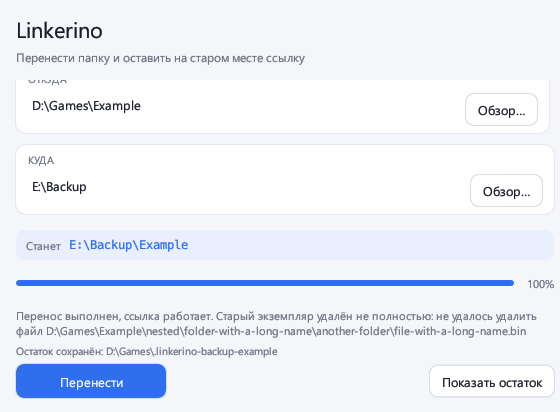 Linkerino
Перенести папку и оставить на старом месте ссылку
ОТКУДА
D:\Games\Example
Обзор...
КУДА
E:\Backup
Обзор...
Станет E:\Backup\Example
100%
Перенос выполнен, ссылка работает. Старый экземпляр удалён не полностью: не удалось удалить
файл D:\Games\Example\nested\folder-with-a-long-name\another-folder\file-with-a-long-name.bin
Остаток сохранён: D:\Games\.linkerino-backup-example
Перенести
Показать остаток